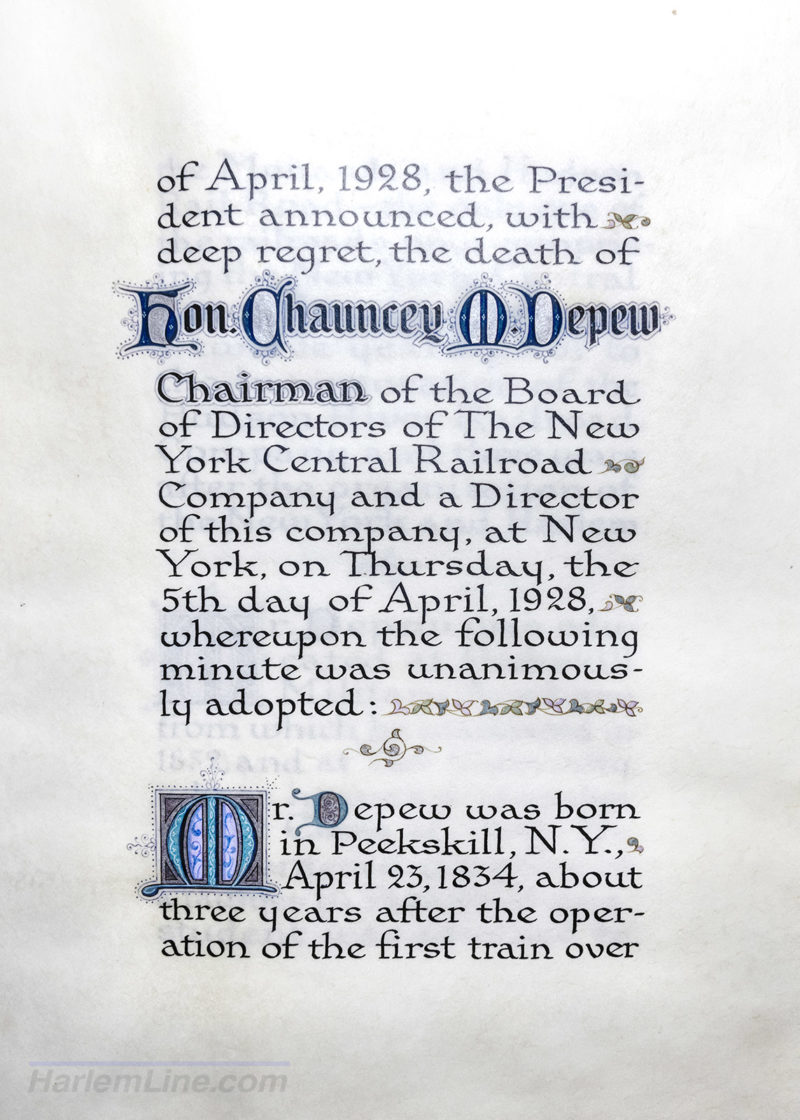 of April, 1928, the Presi-
dent announced, with
deep regret, the death of
Hon. Chauncey M. Depew
Chairman of the Board
of Directors of The New
York Central Railroad
Company and a Director
of this company, at New
York, on Thursday, the
5th day of April, 1928,
whereupon the following
minute was unanimous-
ly adopted:
Mr. Depew was born
in Peekskill, N.Y.,
April 23, 1834, about
three years after the oper-
ation of the first train over
HarlemLine.com